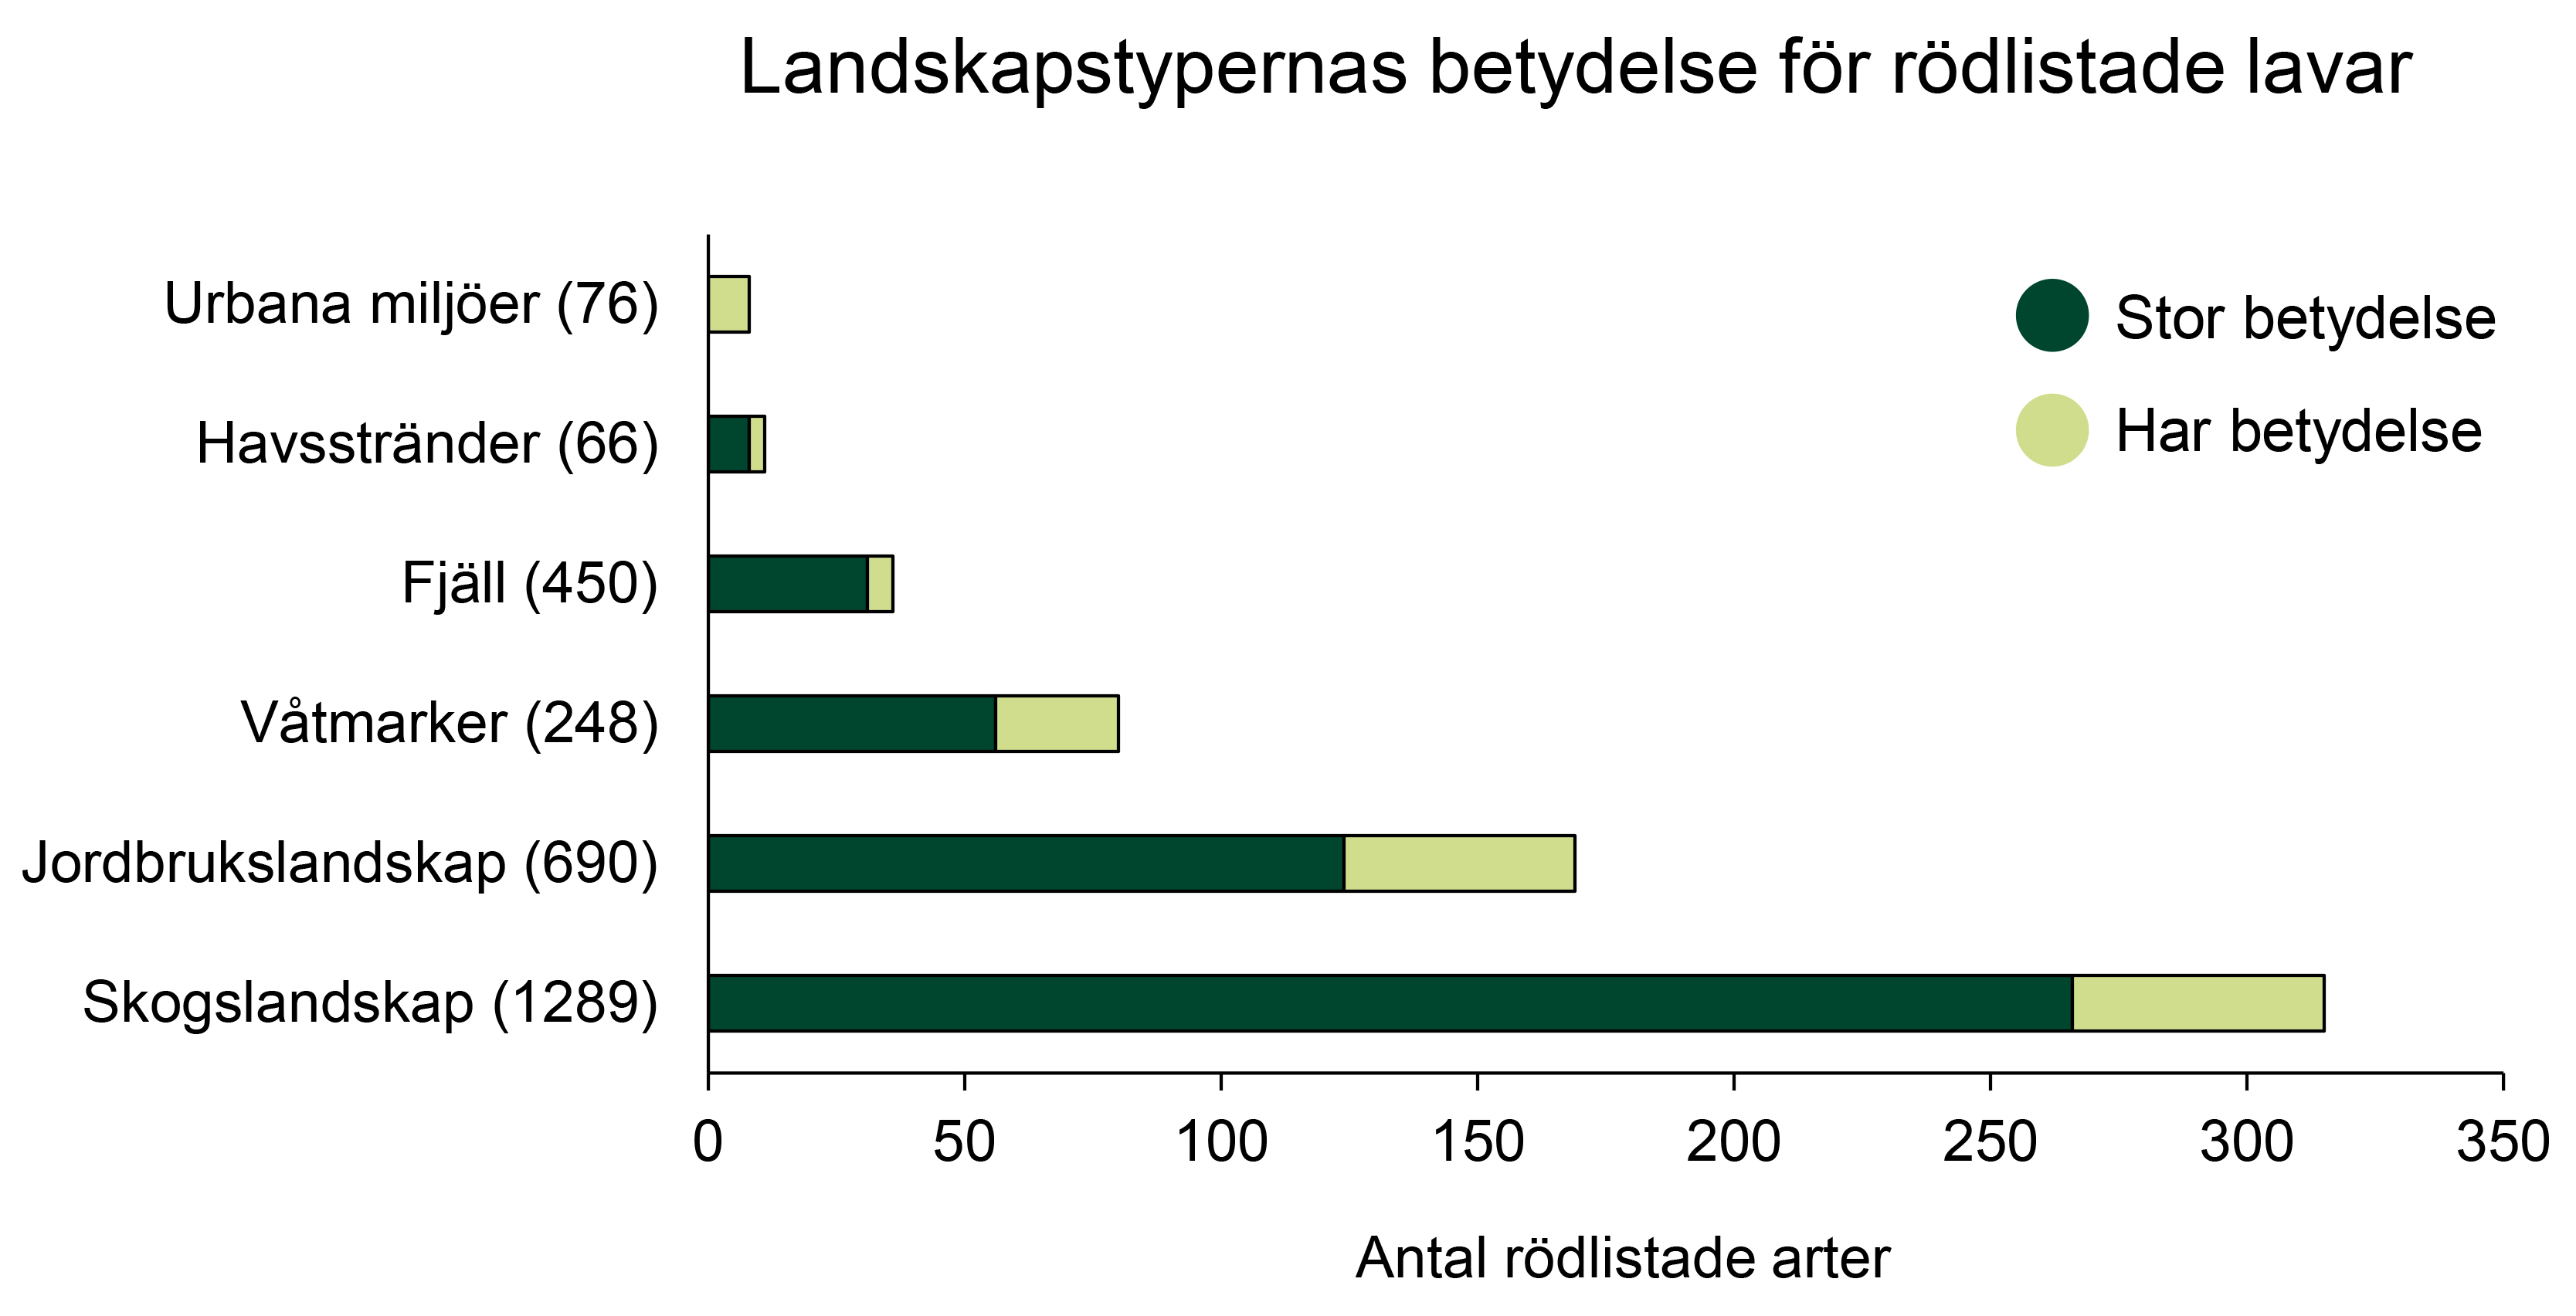 Landskapstypernas betydelse för rödlistade lavar
Urbana miljöer (76)
Havsstränder (66)
Fjäll (450)
Våtmarker (248)
Jordbrukslandskap (690)
Skogslandskap (1289)
Stor betydelse
Har betydelse
0 50 100 150 200 250 300 350
Antal rödlistade arter